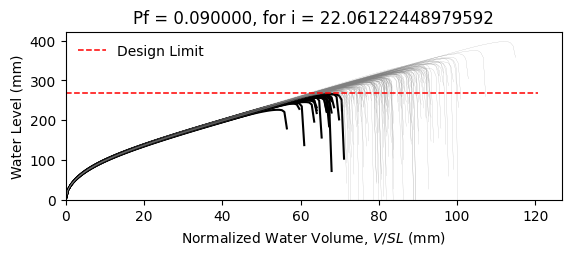 Pf = 0.090000, for i = 22.06122448979592
Design Limit
Water Level (mm)
400
300
200
100
0
0 20 40 60 80 100 120
Normalized Water Volume, V/SL (mm)